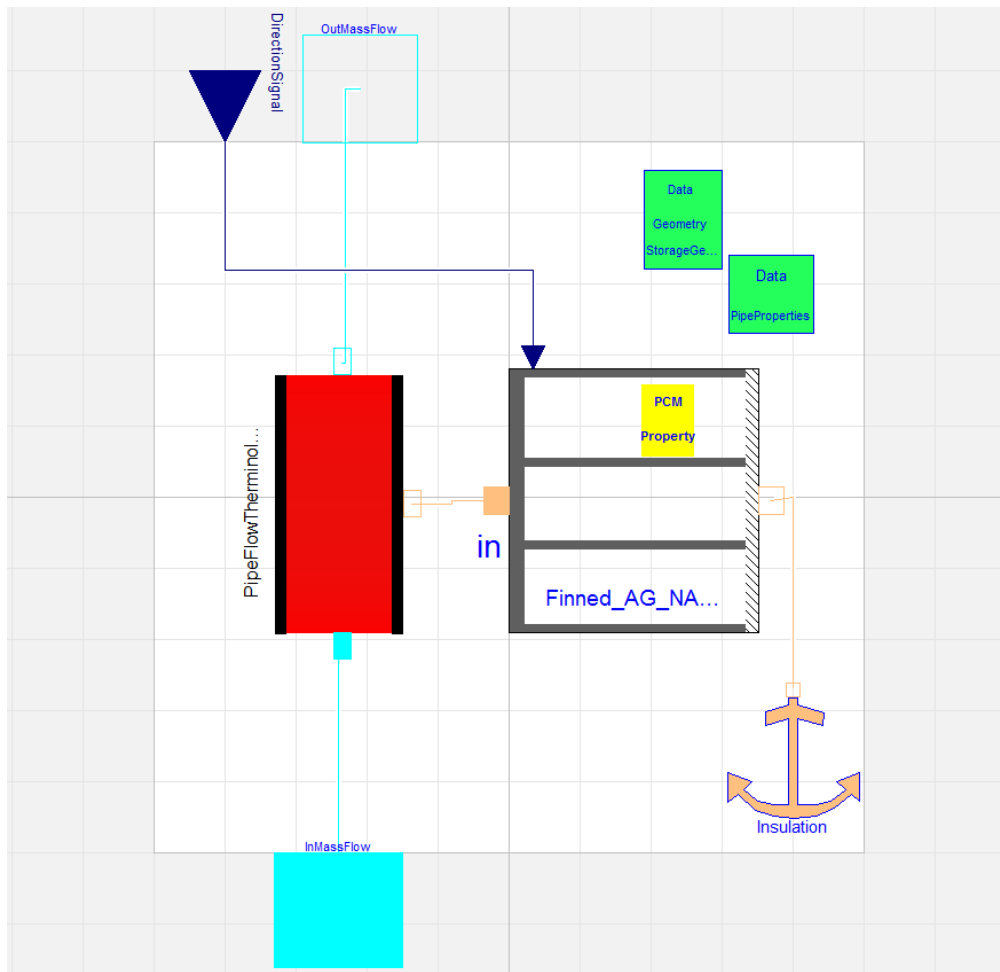 OutMassFlow
DirectionSignal
Data
Geometry
StorageGe...
Data
PipeProperties
PCM
Property
PipeFlowTherminol...
in
Finned_AG_NA...
Insulation
InMassFlow